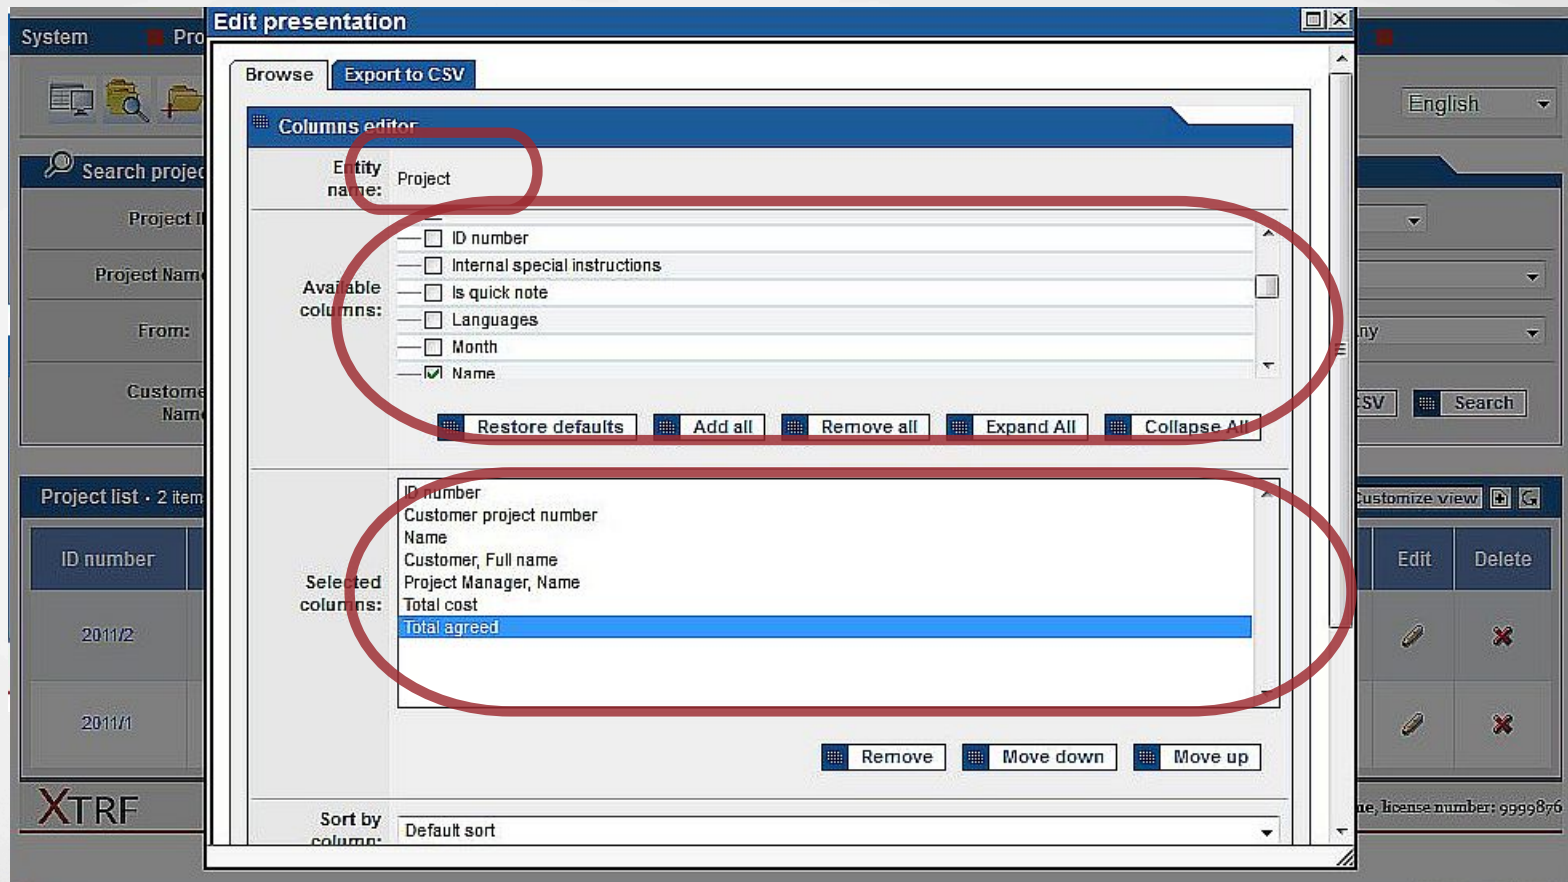 Edit presentation
System
Pro
Browse
Export to CSV
English
Columns editor
Search projec
Entity
name:
Project
Project I
ID number
Internal special instructions
Project Nam
Available
columns:
Is quick note
Languages
From:
ny
Month
Name
Custome
Nam
SV
Search
Restore defaults
Add all
Remove all
Expand All
Collapse All
Project list · 2 item
ID number
Customize view
Customer project number
Name
ID number
Customer, Full name
Edit
Delete
Selected
columns:
Project Manager, Name
Total cost
Total agreed
2011/2
2011/1
Remove
Move down
Move up
XTRF
ne, license number: 9999876
Sort by
column:
Default sort